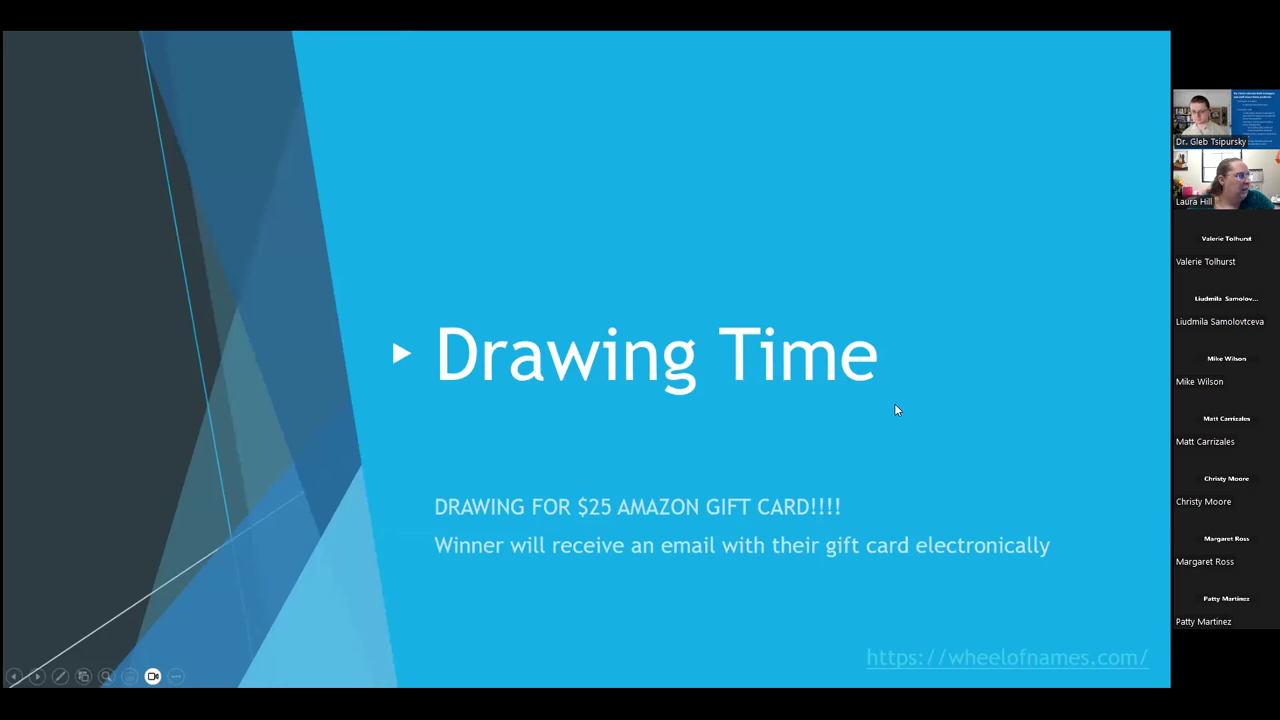 Drawing Time
DRAWING FOR $25 AMAZON GIFT CARD!!!!
Winner will receive an email with their gift card electronically
https://wheelofnames.com/
Dr. Gleb Tsipursky
Laura Hill
Valerie Tolhurst
Valerie Tolhurst
Liudmila Samolov...
Liudmila Samolovtceva
Mike Wilson
Mike Wilson
Matt Carrizales
Matt Carrizales
Christy Moore
Christy Moore
Margaret Ross
Margaret Ross
Patty Martinez
Patty Martinez